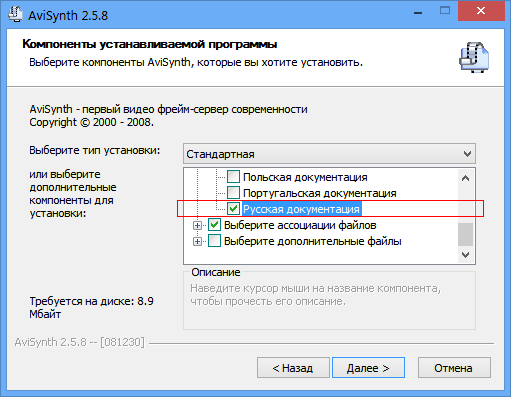 AviSynth 2.5.8
Компоненты устанавливаемой программы
Выберите компоненты AviSynth, которые вы хотите установить.
AviSynth - первый видео фрейм-сервер современности
Copyright © 2000 - 2008.
Выберите тип установки:
Стандартная
или выберите
дополнительные
компоненты для
установки:
Польская документация
Португальская документация
Русская документация
Выберите ассоциации файлов
Выберите дополнительные файлы
Описание
Наведите курсор мыши на название компонента,
чтобы прочесть его описание.
Требуется на диске: 8.9
Мбайт
AviSynth 2.5.8 -- [081230]
< Назад
Далее >
Отмена